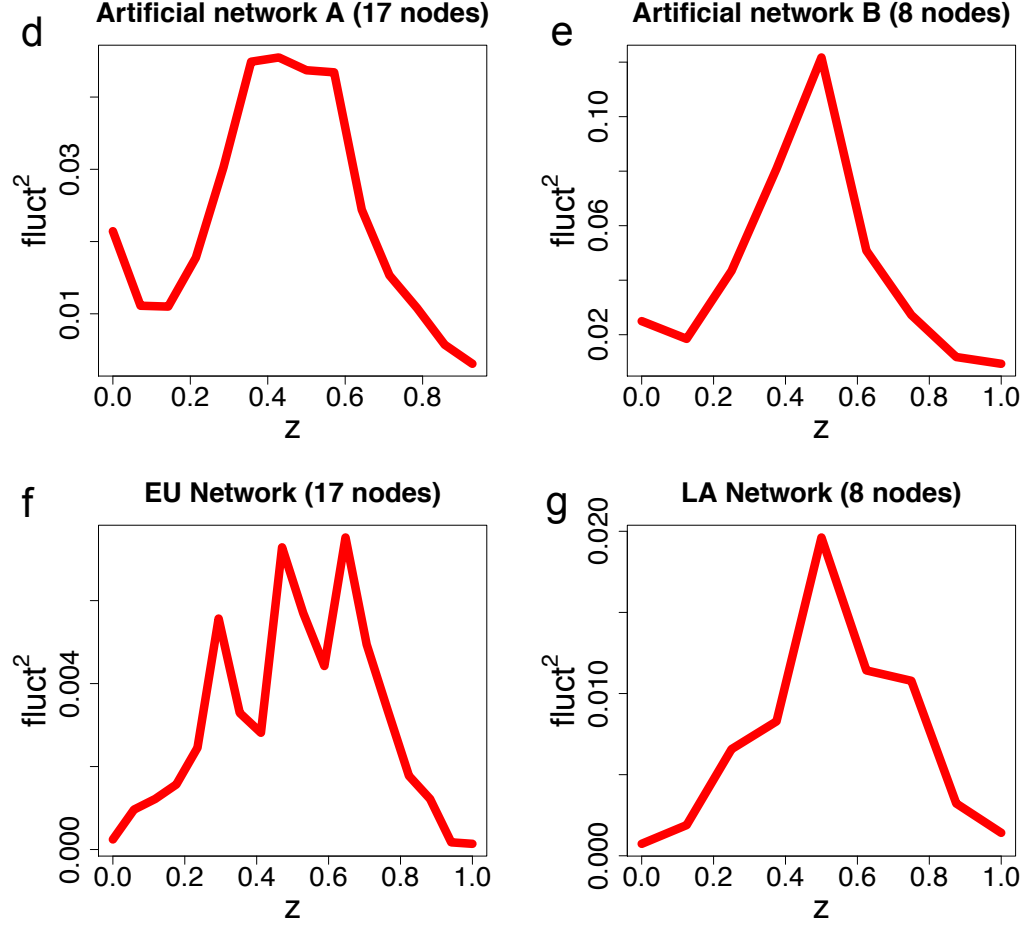 d
Artificial network A (17 nodes)
fluct²
0.01
0.03
0.0 0.2 0.4 0.6 0.8
z
e
Artificial network B (8 nodes)
fluct²
0.02
0.06
0.10
0.0 0.2 0.4 0.6 0.8 1.0
z
f
EU Network (17 nodes)
fluct²
0.000
0.004
0.0 0.2 0.4 0.6 0.8 1.0
z
g
LA Network (8 nodes)
fluct²
0.000
0.010
0.020
0.0 0.2 0.4 0.6 0.8 1.0
z